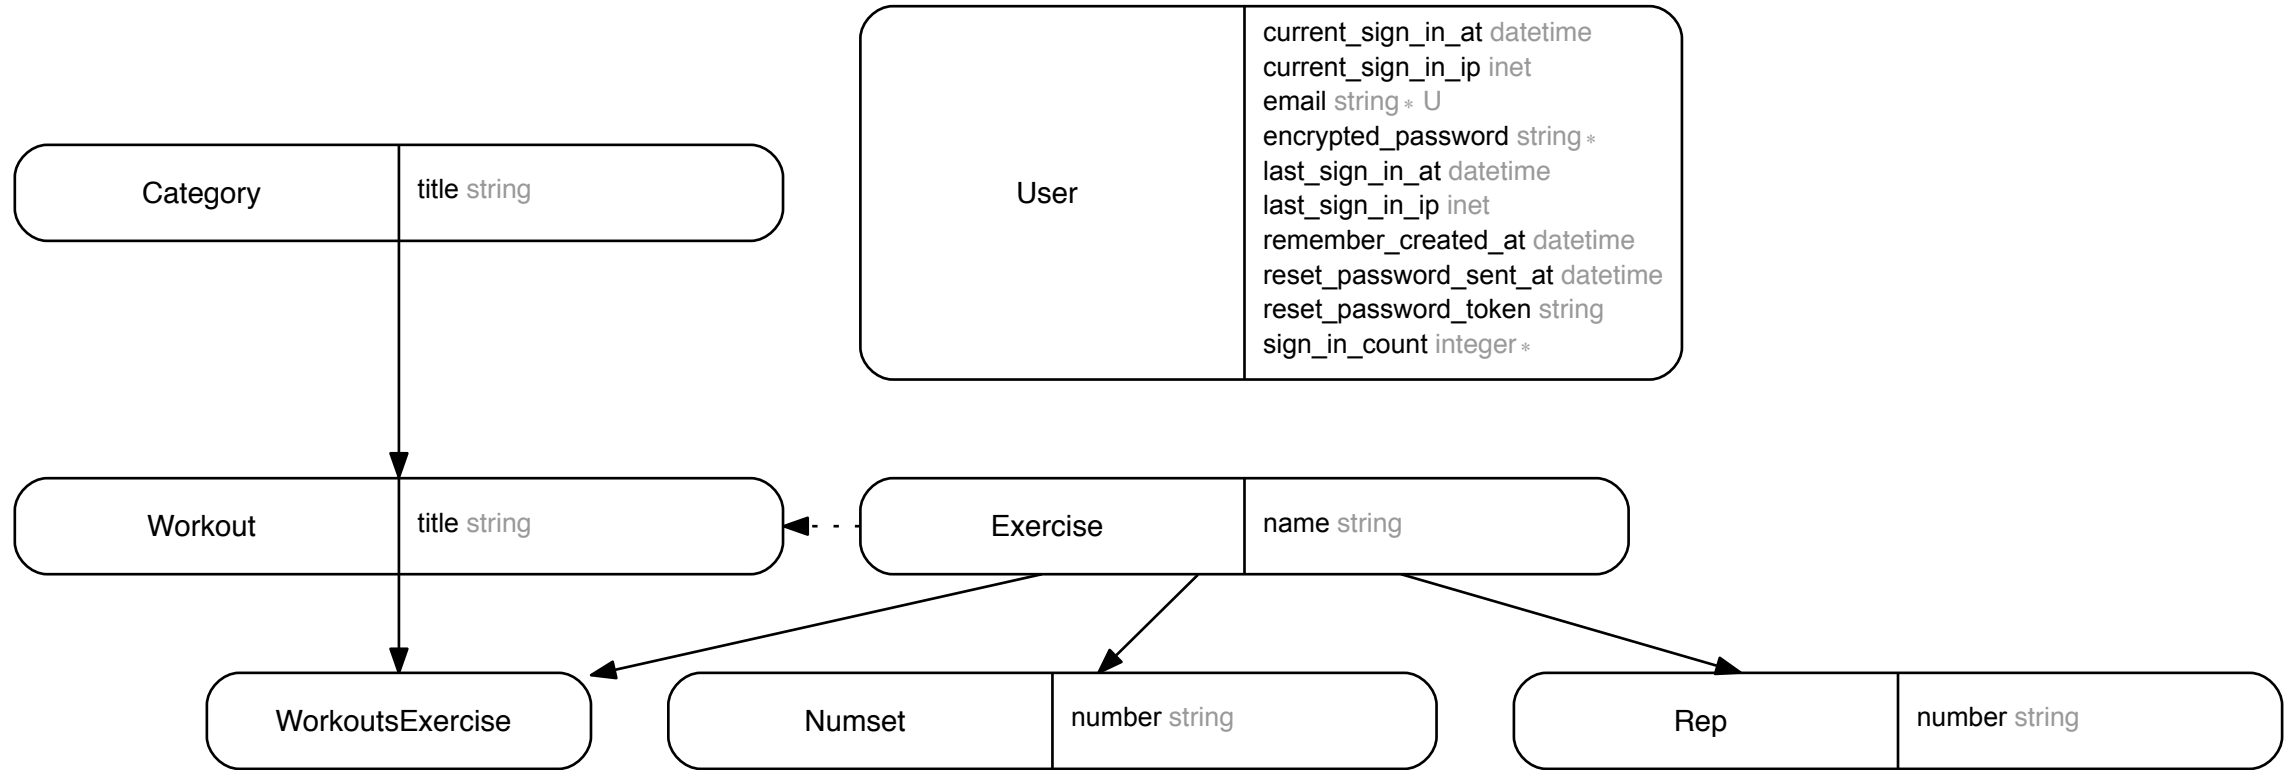 User
current_sign_in_at datetime
current_sign_in_ip inet
email string* U
encrypted_password string*
last_sign_in_at datetime
last_sign_in_ip inet
remember_created_at datetime
reset_password_sent_at datetime
reset_password_token string
sign_in_count integer*
Category title string
Workout title string
Exercise name string
WorkoutsExercise
Numset number string
Rep number string